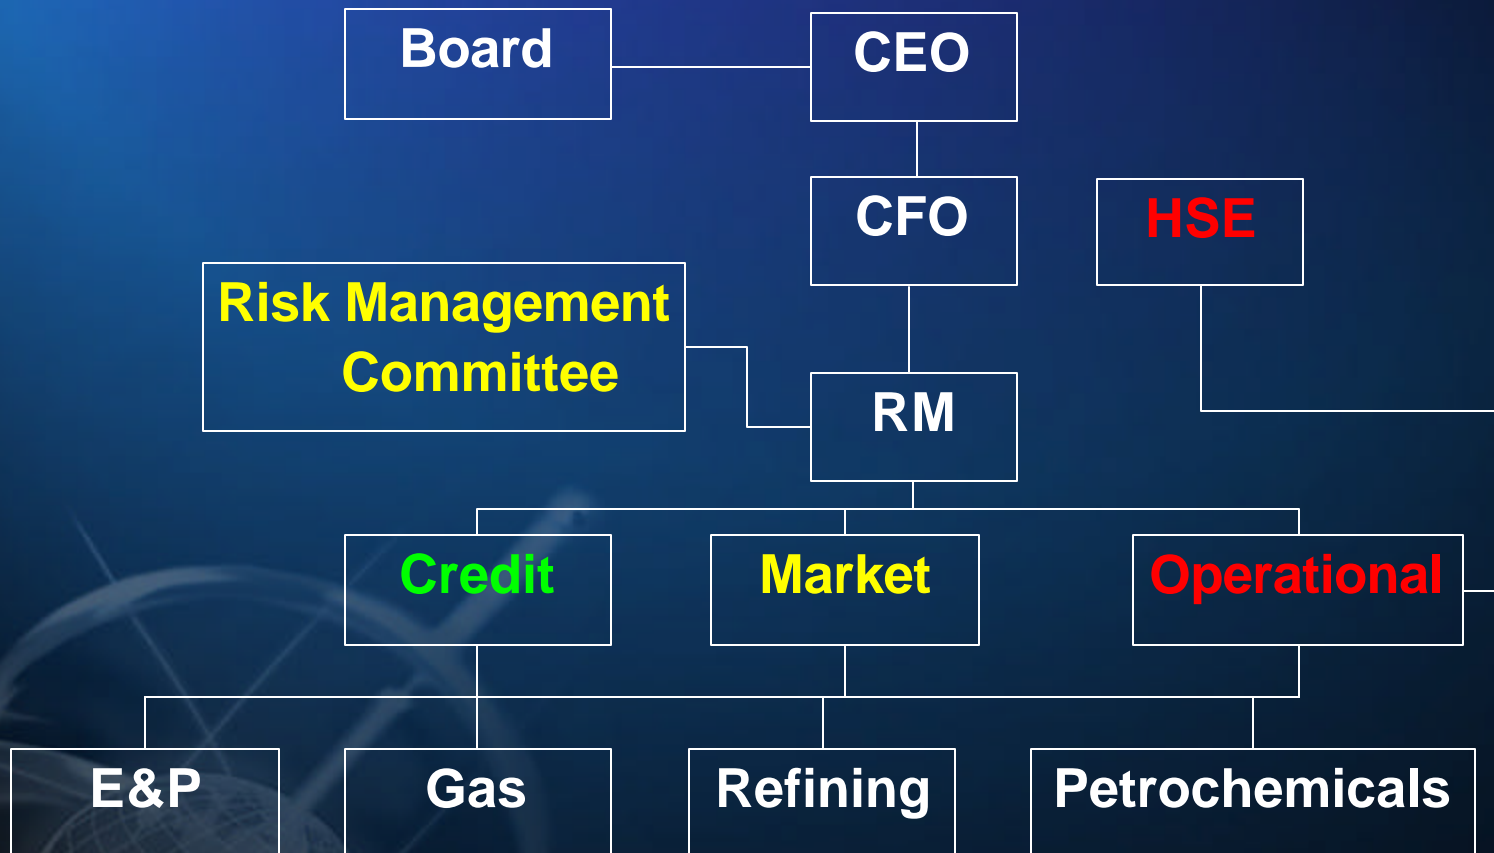 Board
CEO
CFO
HSE
Risk Management
Committee
RM
Credit
Market
Operational
E&P
Gas
Refining
Petrochemicals